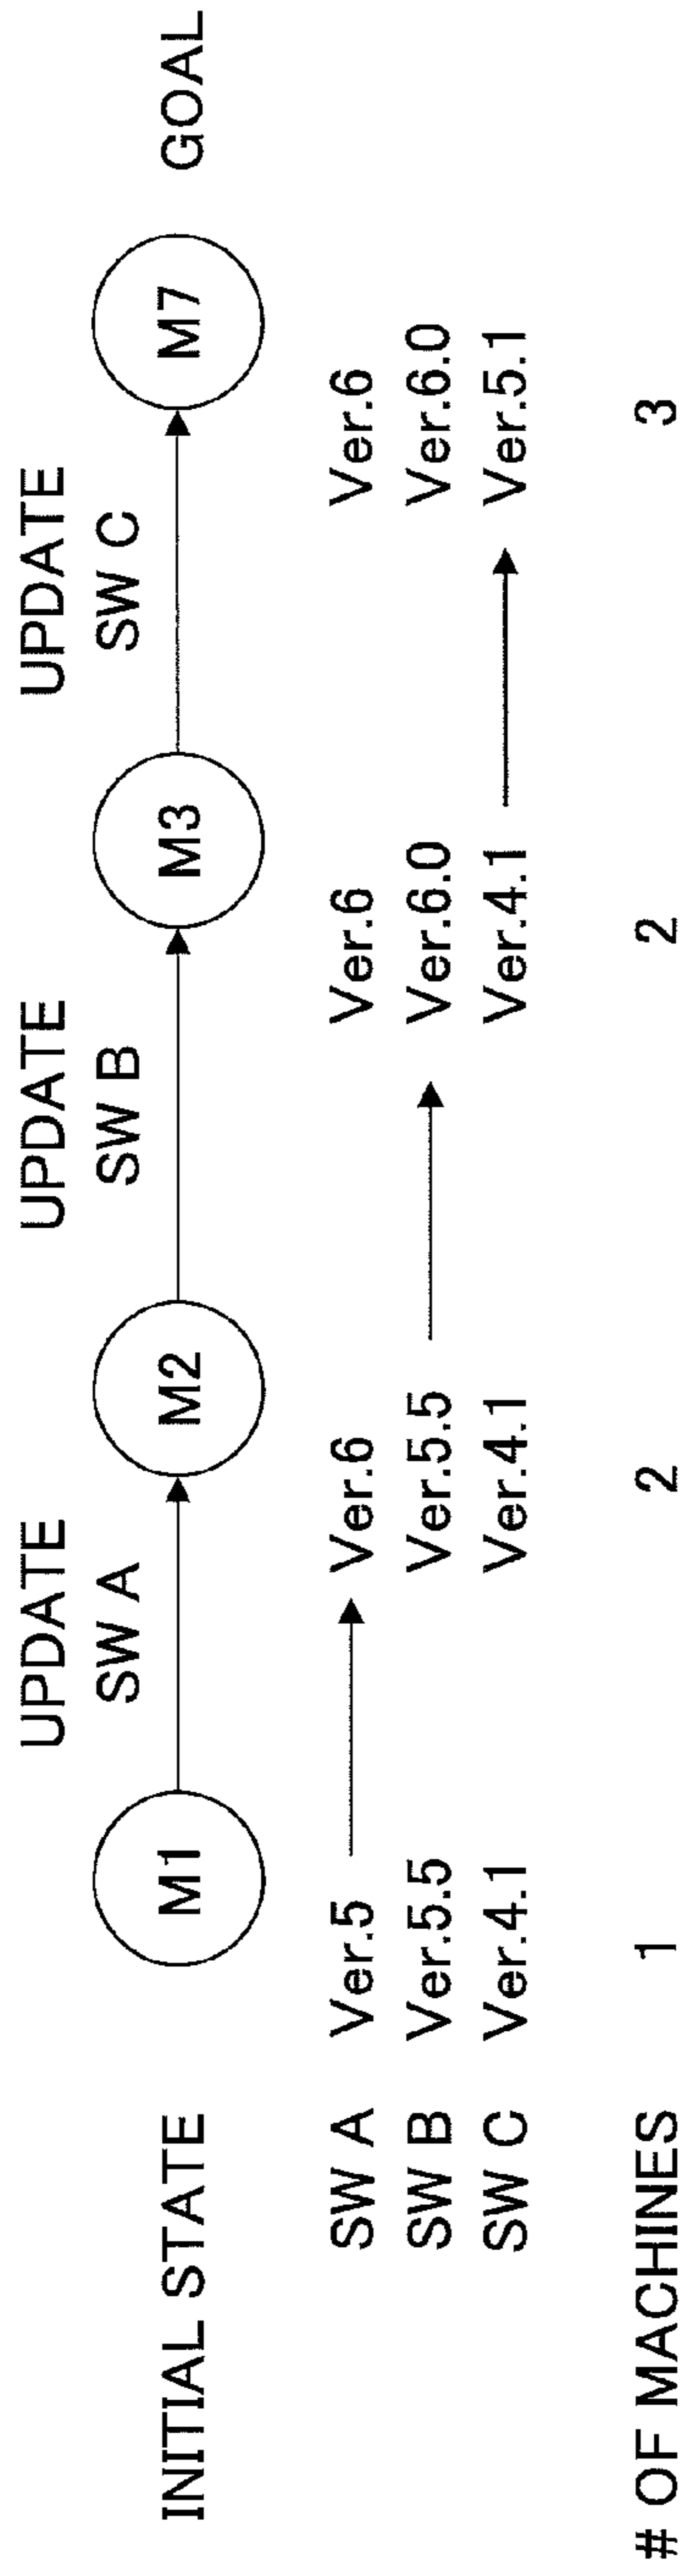 UPDATE UPDATE UPDATE
SW A SW B SW C
INITIAL STATE M1 M2 M3 M7 GOAL
SW A Ver.5 Ver.6 Ver.6 Ver.6
SW B Ver.5.5 Ver.5.5 Ver.6.0 Ver.6.0
SW C Ver.4.1 Ver.4.1 Ver.4.1 Ver.5.1
# OF MACHINES 1 2 2 3